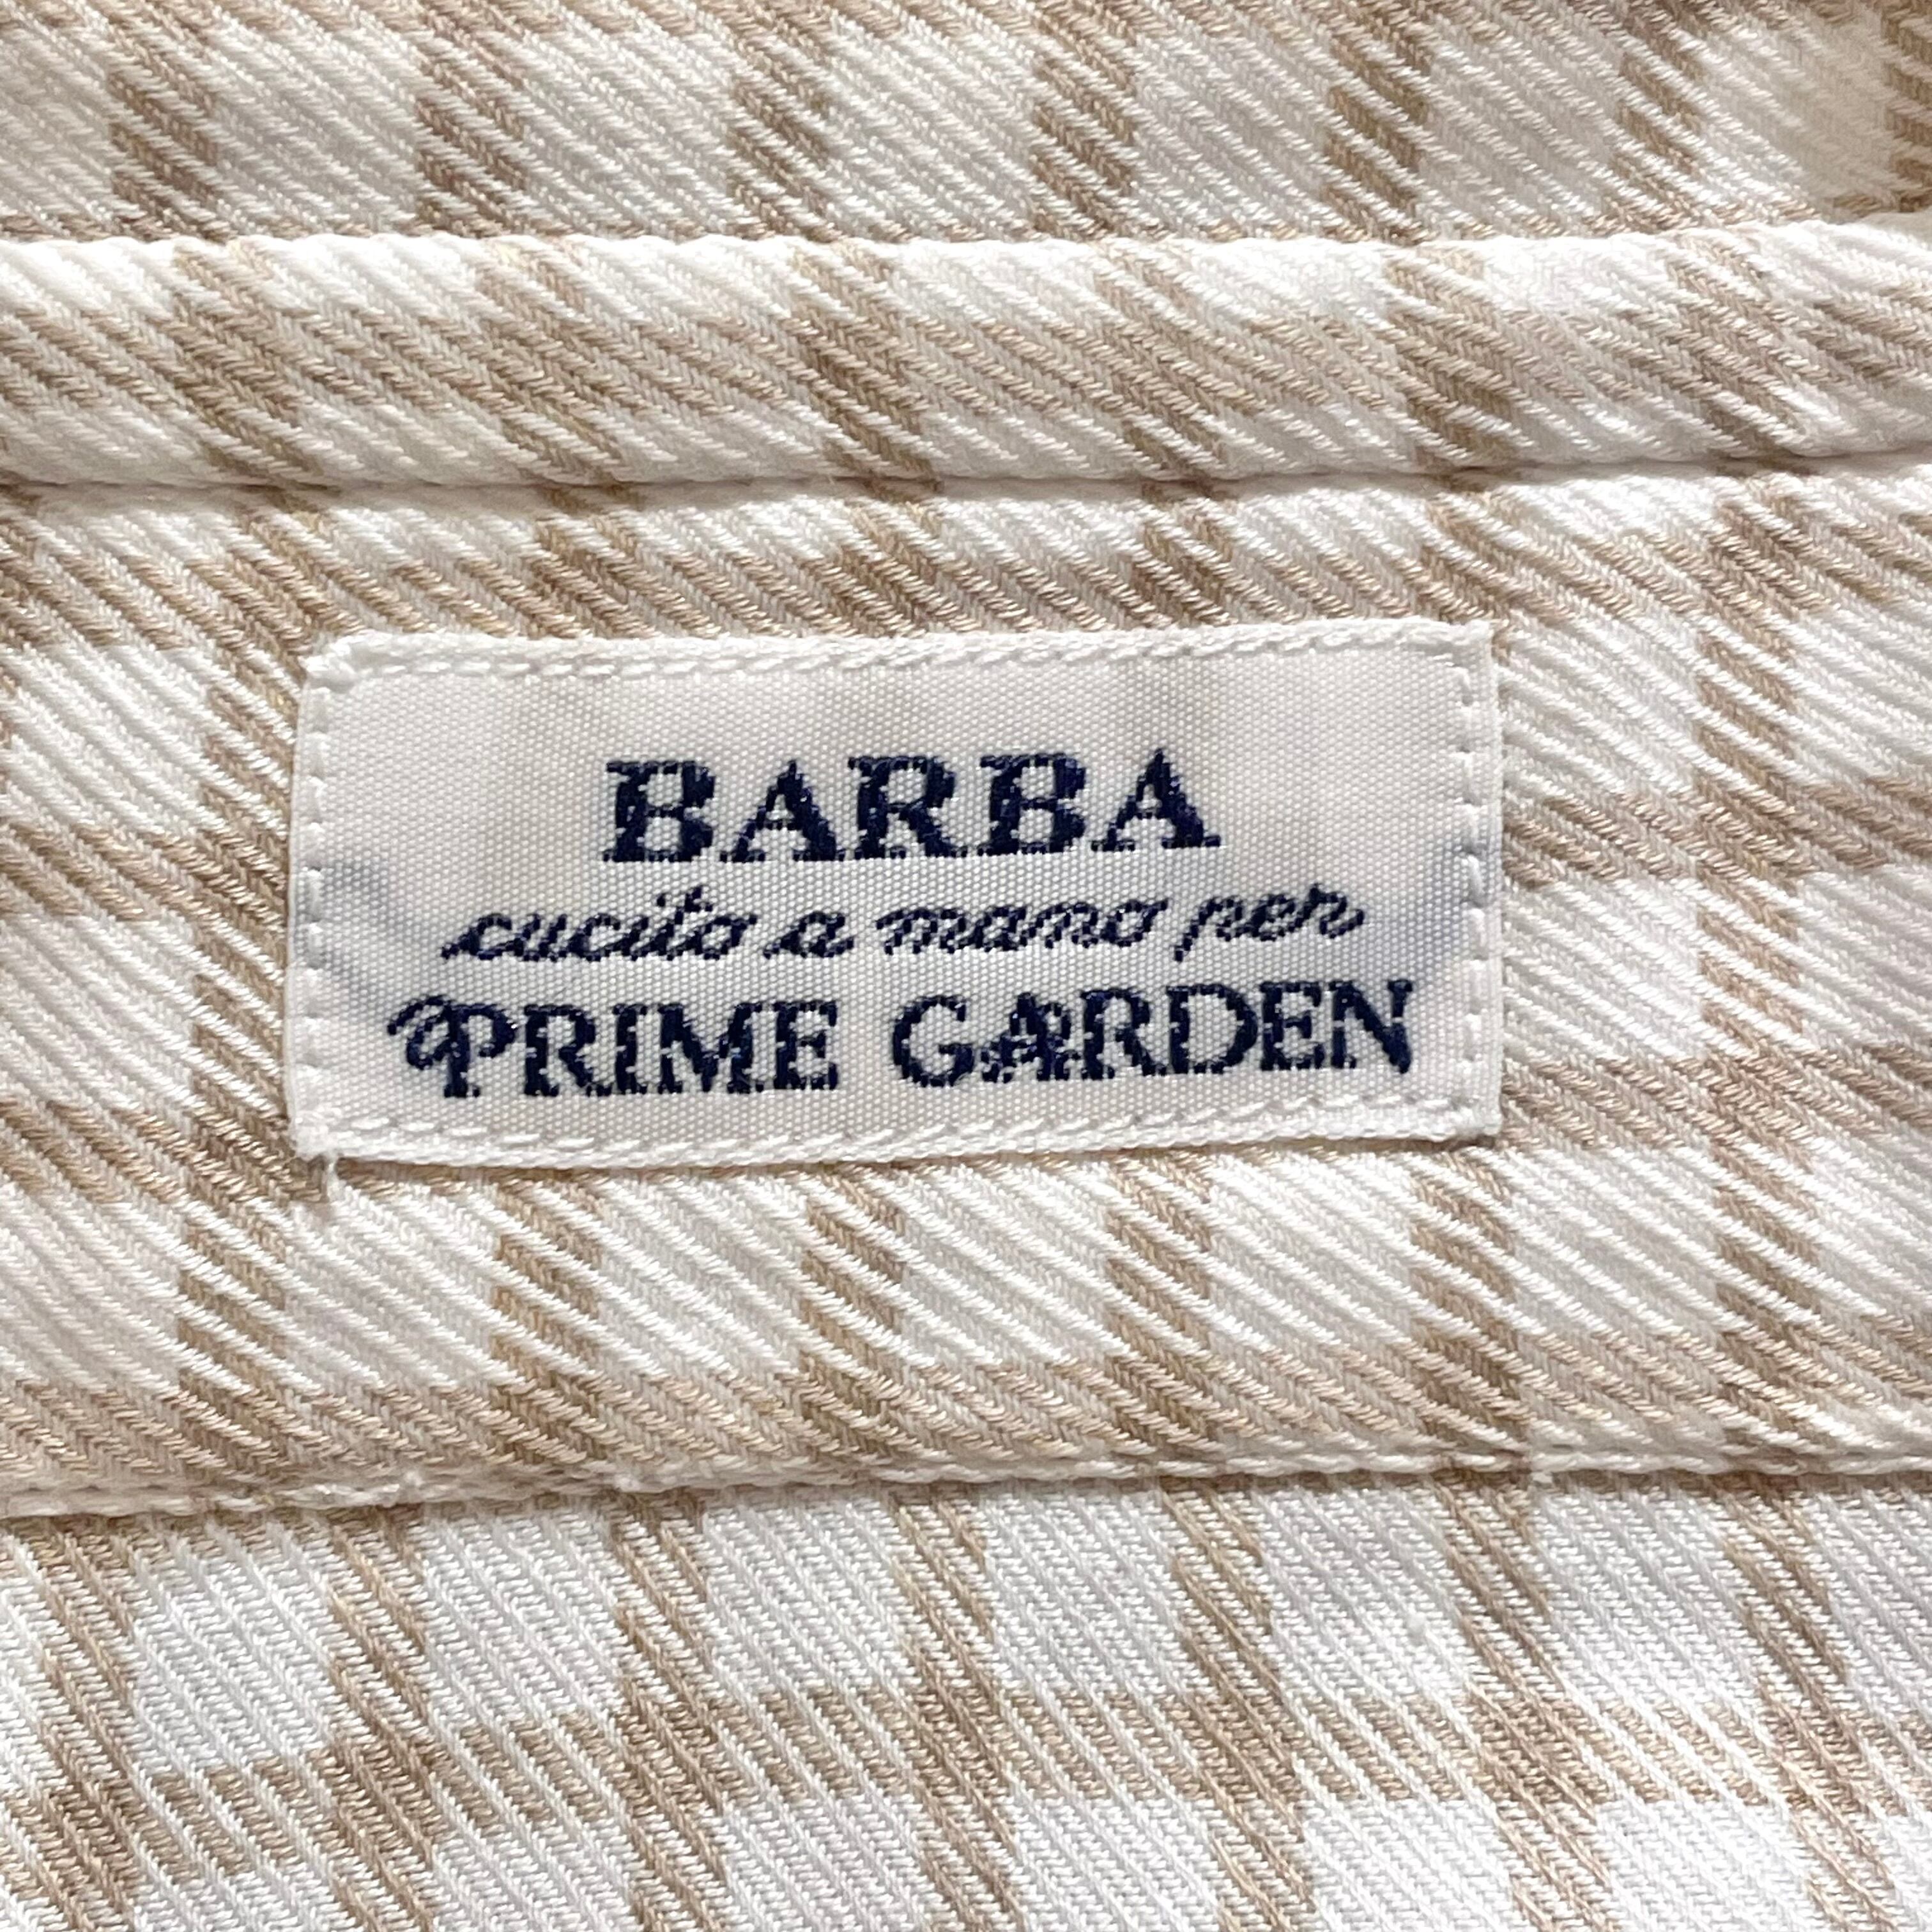 BARBA
cucito a mano per
PRIME GARDEN